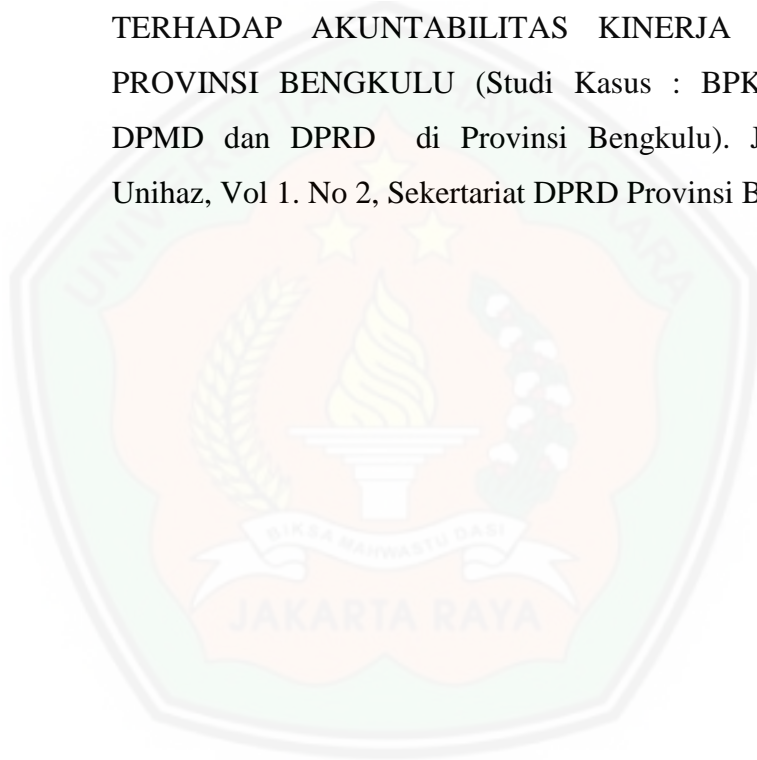 TERHADAP AKUNTABILITAS KINERJA
PROVINSI BENGKULU (Studi Kasus : BPK
DPMD dan DPRD di Provinsi Bengkulu). J
Unihaz, Vol 1. No 2, Sekertariat DPRD Provinsi B
BIKSA MAHWASTU DASI
JAKARTA RAYA